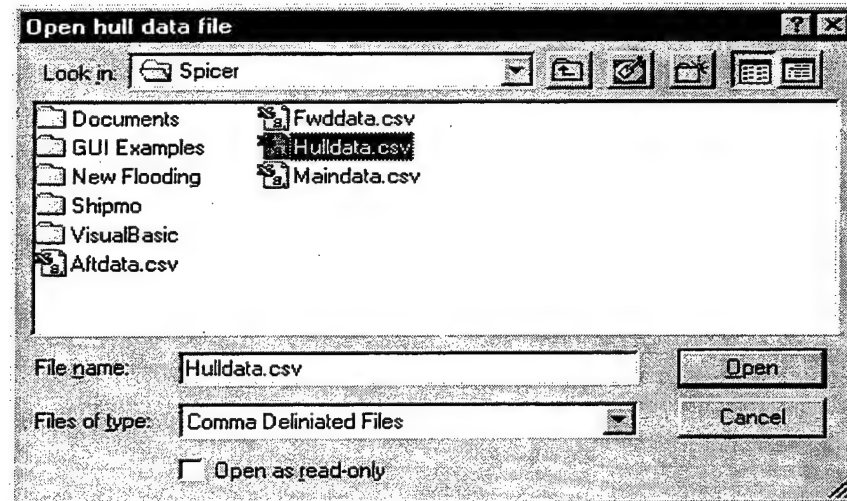 Open hull data file
Look in: Spicer
Documents
GUI Examples
New Flooding
Shipmo
VisualBasic
Aftdata.csv
Fwddata.csv
Hulldata.csv
Maindata.csv
File name: Hulldata.csv
Open
Files of type: Comma Deliniated Files
Cancel
Open as read-only